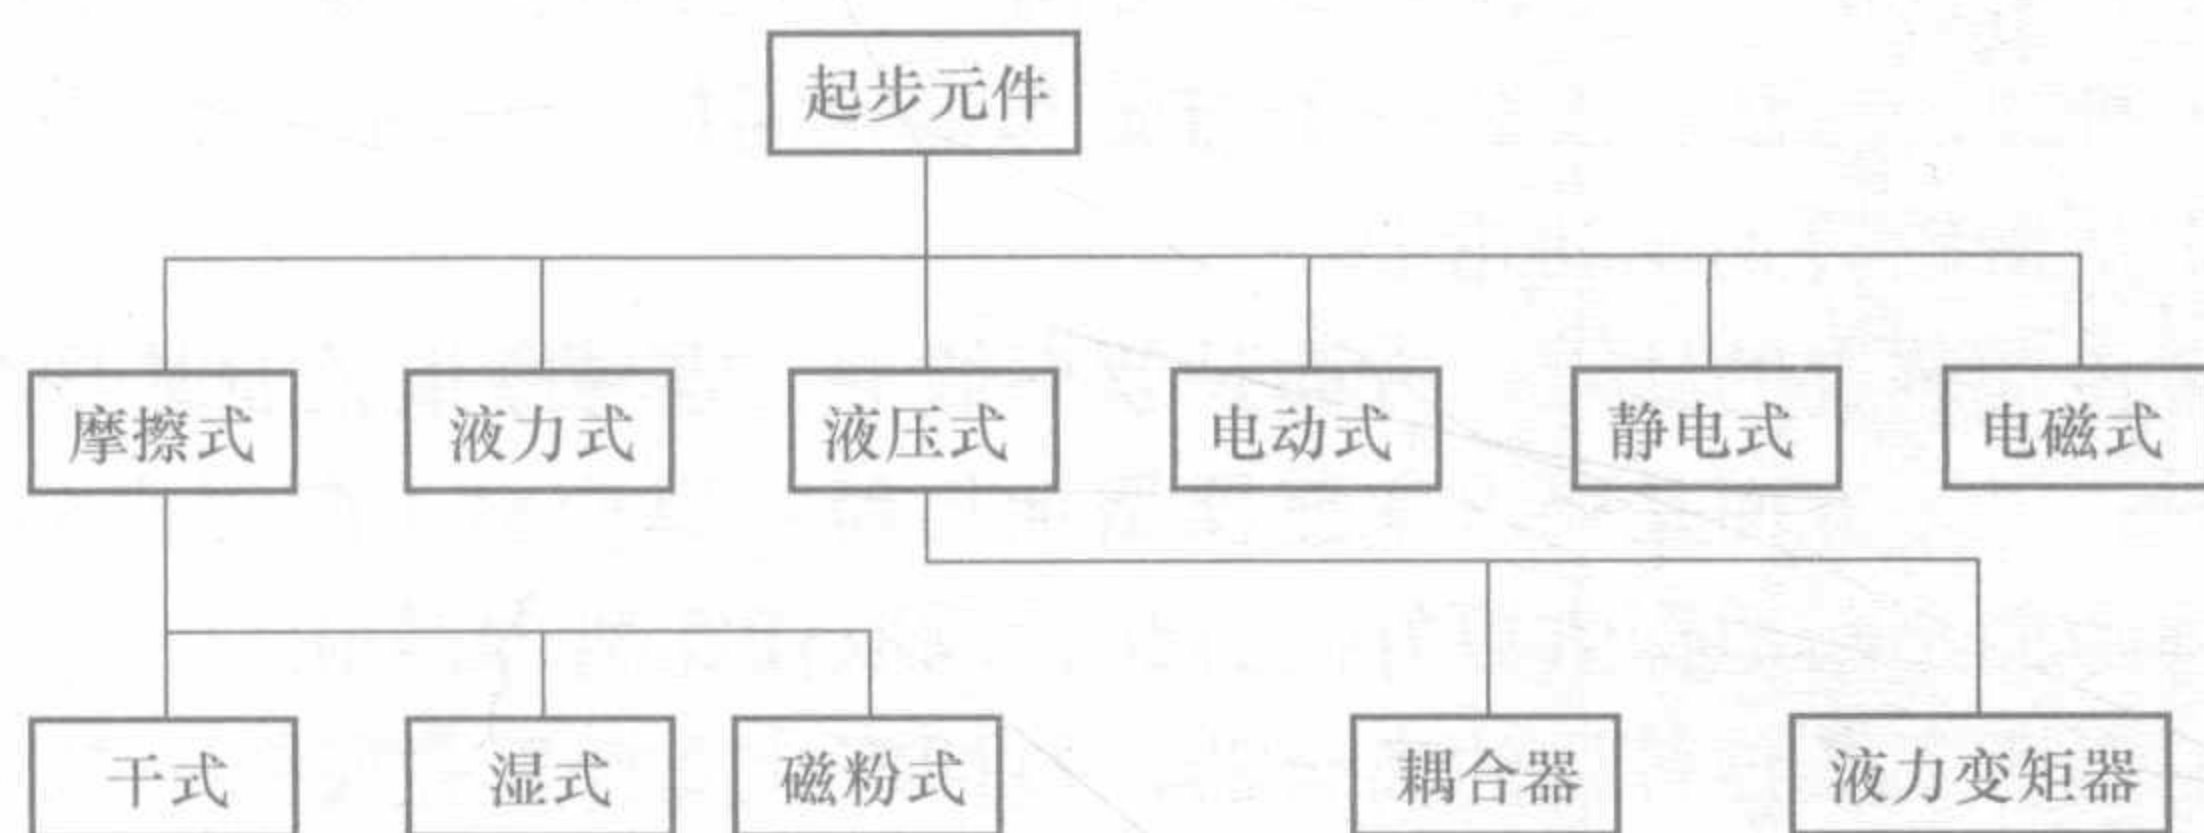 起步元件
摩擦式
液力式
液压式
电动式
静电式
电磁式
干式
湿式
磁粉式
耦合器
液力变矩器